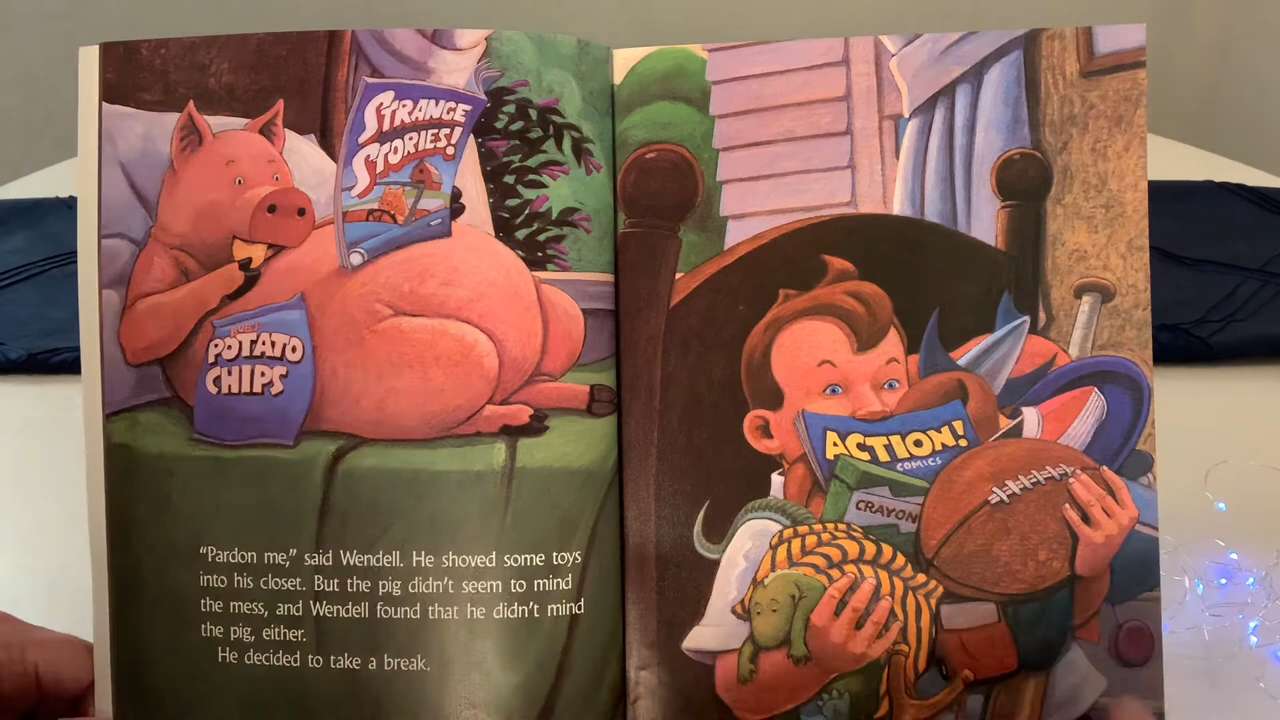 STRANGE
STORIES!
BOB'S
POTATO
CHIPS
"Pardon me," said Wendell. He shoved some toys
into his closet. But the pig didn't seem to mind
the mess, and Wendell found that he didn't mind
the pig, either.
He decided to take a break.
ACTION!
COMICS
CRAYON